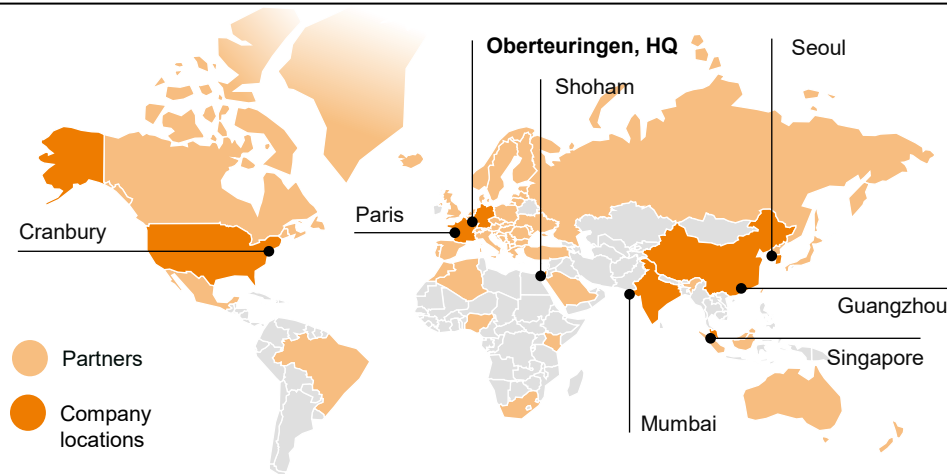 Oberteuringen, HQ
Seoul
Shoham
Paris
Cranbury
Guangzhou
Partners
Singapore
Company
locations
Mumbai